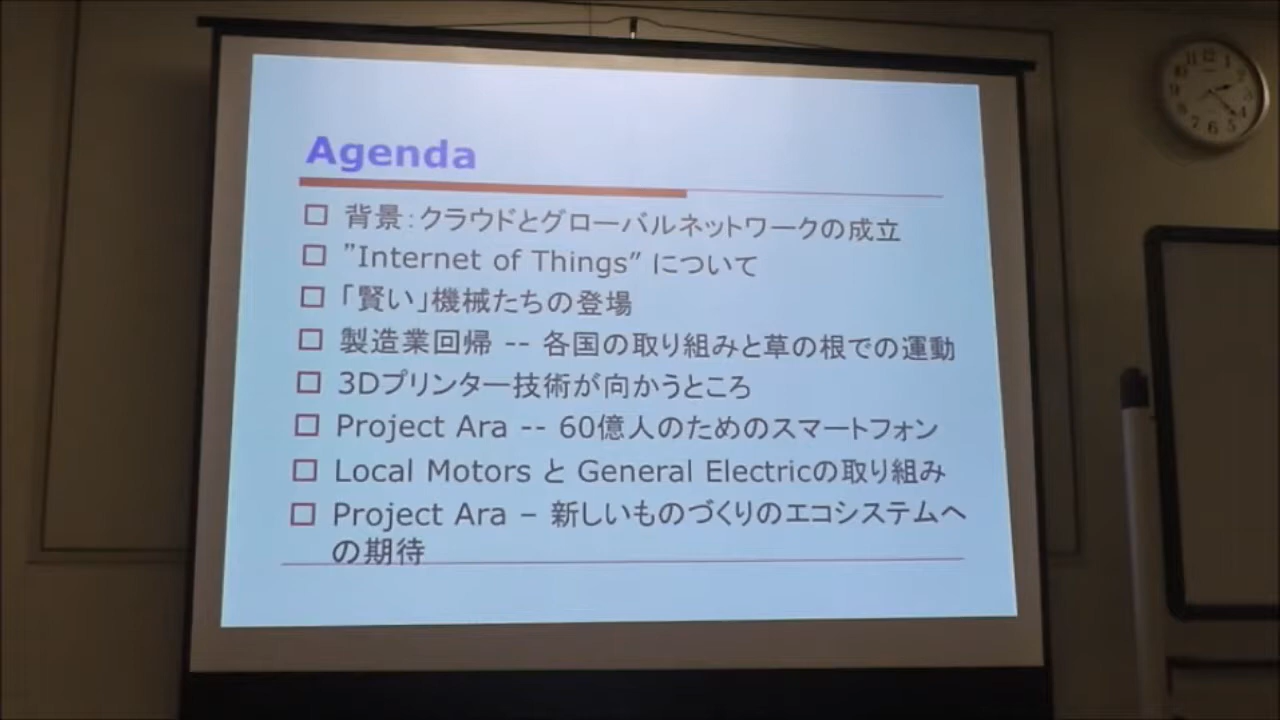 Agenda
背景：クラウドとグローバルネットワークの成立
”Internet of Things” について
「賢い」機械たちの登場
製造業回帰 -- 各国の取り組みと草の根での運動
3Dプリンター技術が向かうところ
Project Ara -- 60億人のためのスマートフォン
Local Motors と General Electricの取り組み
Project Ara – 新しいものづくりのエコシステムへ
の期待